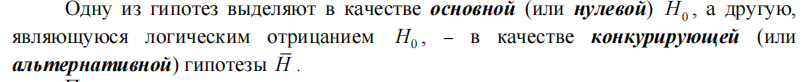 Одну из гипотез выделяют в качестве основной (или нулевой) H₀, а другую,
являющуюся логическим отрицанием H₀, – в качестве конкурирующей (или
альтернативной) гипотезы H̅.